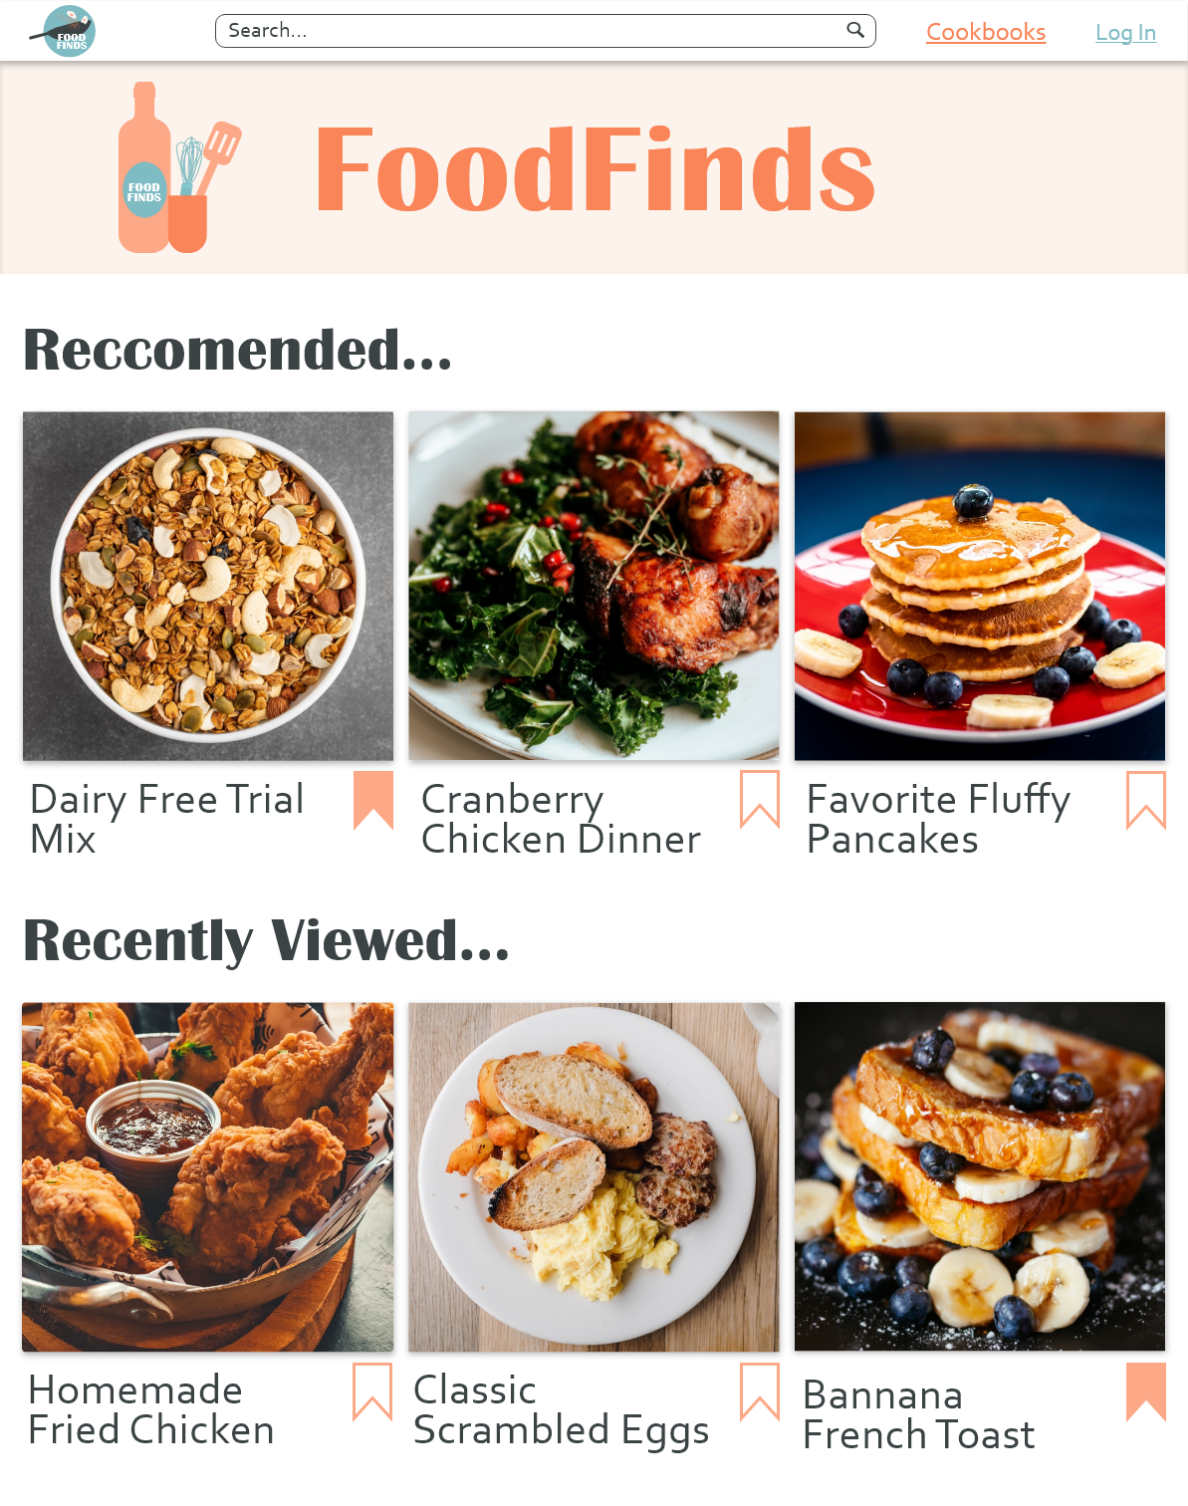 FOOD
FINDS
Search...
Cookbooks
Log In
FOOD
FINDS
FoodFinds
Reccomended...
Dairy Free Trial
Mix
Cranberry
Chicken Dinner
Favorite Fluffy
Pancakes
Recently Viewed...
Homemade
Fried Chicken
Classic
Scrambled Eggs
Bannana
French Toast